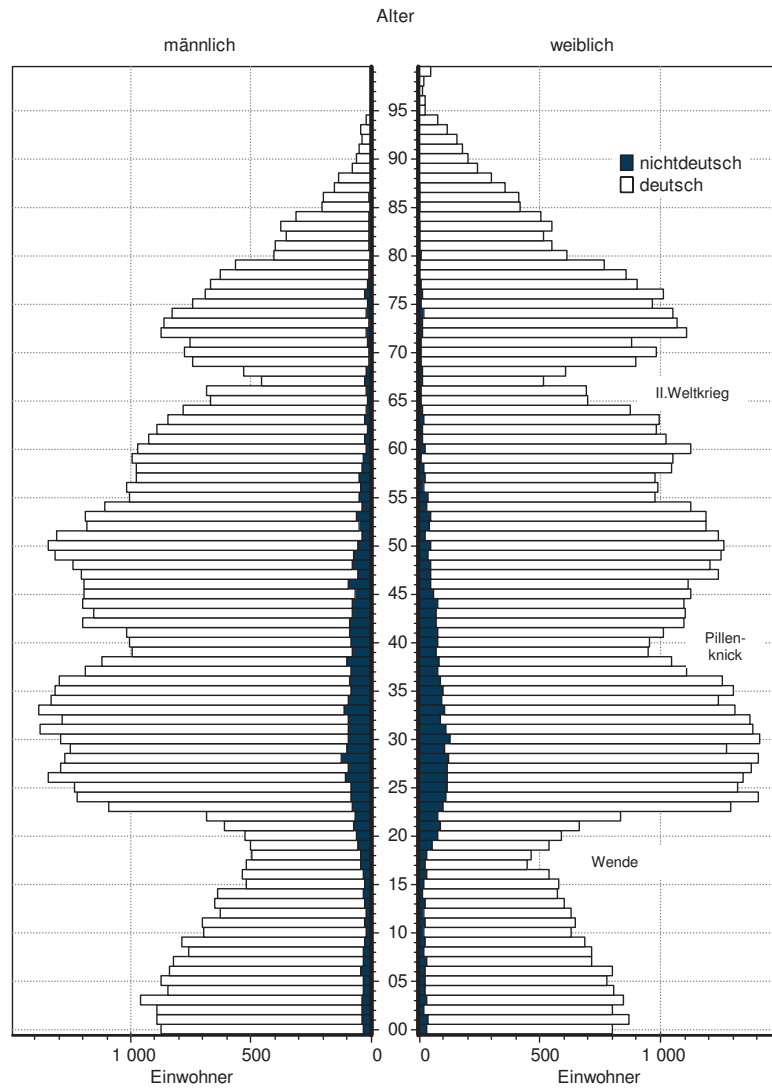 Alter
männlich
weiblich
95
90
85
80
75
70
65
60
55
50
45
40
35
30
25
20
15
10
05
00
nichtdeutsch
deutsch
II.Weltkrieg
Pillen-
knick
Wende
1 000 500 0
0 500 1 000
Einwohner
Einwohner